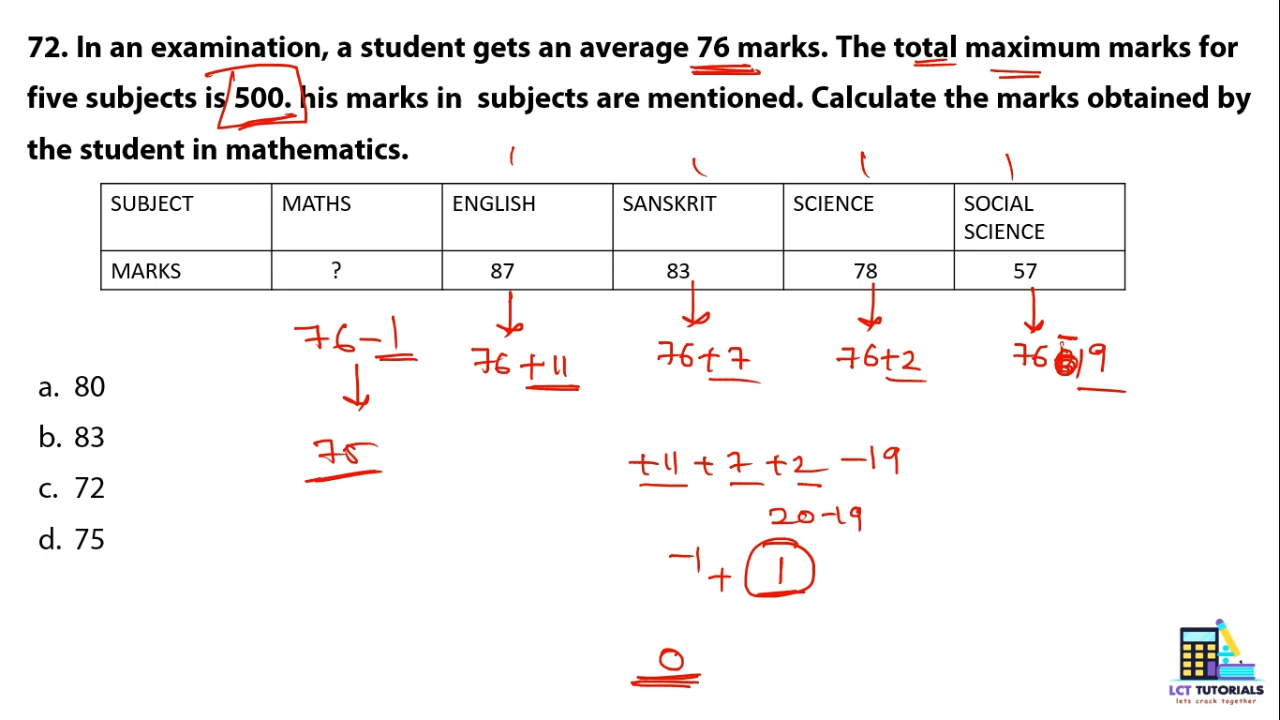 72. In an examination, a student gets an average 76 marks. The total maximum marks for
five subjects is 500. his marks in subjects are mentioned. Calculate the marks obtained by
the student in mathematics.
SUBJECT MATHS ENGLISH SANSKRIT SCIENCE SOCIAL
SCIENCE
MARKS ? 87 83 78 57
76-1 76+11 76+7 76+2 76-19
a. 80
b. 83
75
+11+7+2-19
c. 72
20-19
d. 75
-1+1
0
LCT TUTORIALS
lets crack together